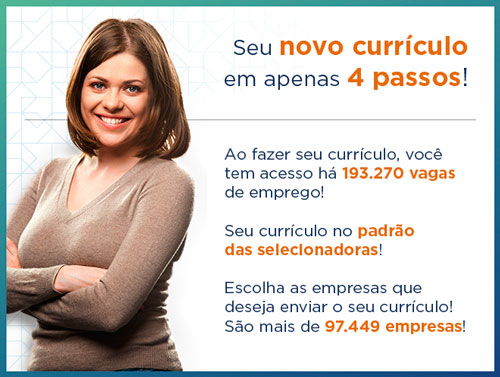 Seu novo currículo
em apenas 4 passos!
Ao fazer seu currículo, você
tem acesso há 193.270 vagas
de emprego!
Seu currículo no padrão
das selecionadoras!
Escolha as empresas que
deseja enviar o seu currículo!
São mais de 97.449 empresas!